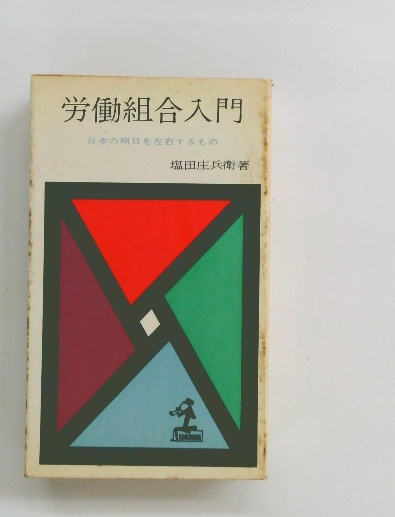 労働組合入門
日本の明日を左右するもの
塩田庄兵衛著